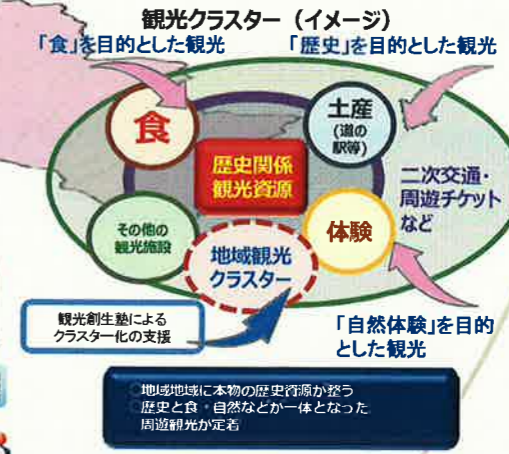 観光クラスター（イメージ）
「食」を目的とした観光
「歴史」を目的とした観光
食
土産
(道の
駅等)
歴史関係
観光資源
二次交通・
周遊チケット
など
その他の
観光施設
体験
地域観光
クラスター
観光創生塾による
クラスター化の支援
「自然体験」を目的
とした観光
○地域地域に本物の歴史資源が整う
○歴史と食・自然などが一体となった
周遊観光が定着